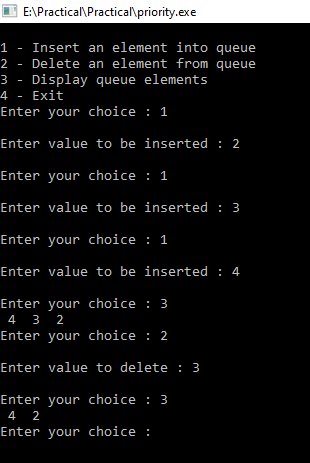 E:\Practical\Practical\priority.exe
1 - Insert an element into queue
2 - Delete an element from queue
3 - Display queue elements
4 - Exit
Enter your choice : 1
Enter value to be inserted : 2
Enter your choice : 1
Enter value to be inserted : 3
Enter your choice : 1
Enter value to be inserted : 4
Enter your choice : 3
4 3 2
Enter your choice : 2
Enter value to delete : 3
Enter your choice : 3
4 2
Enter your choice :